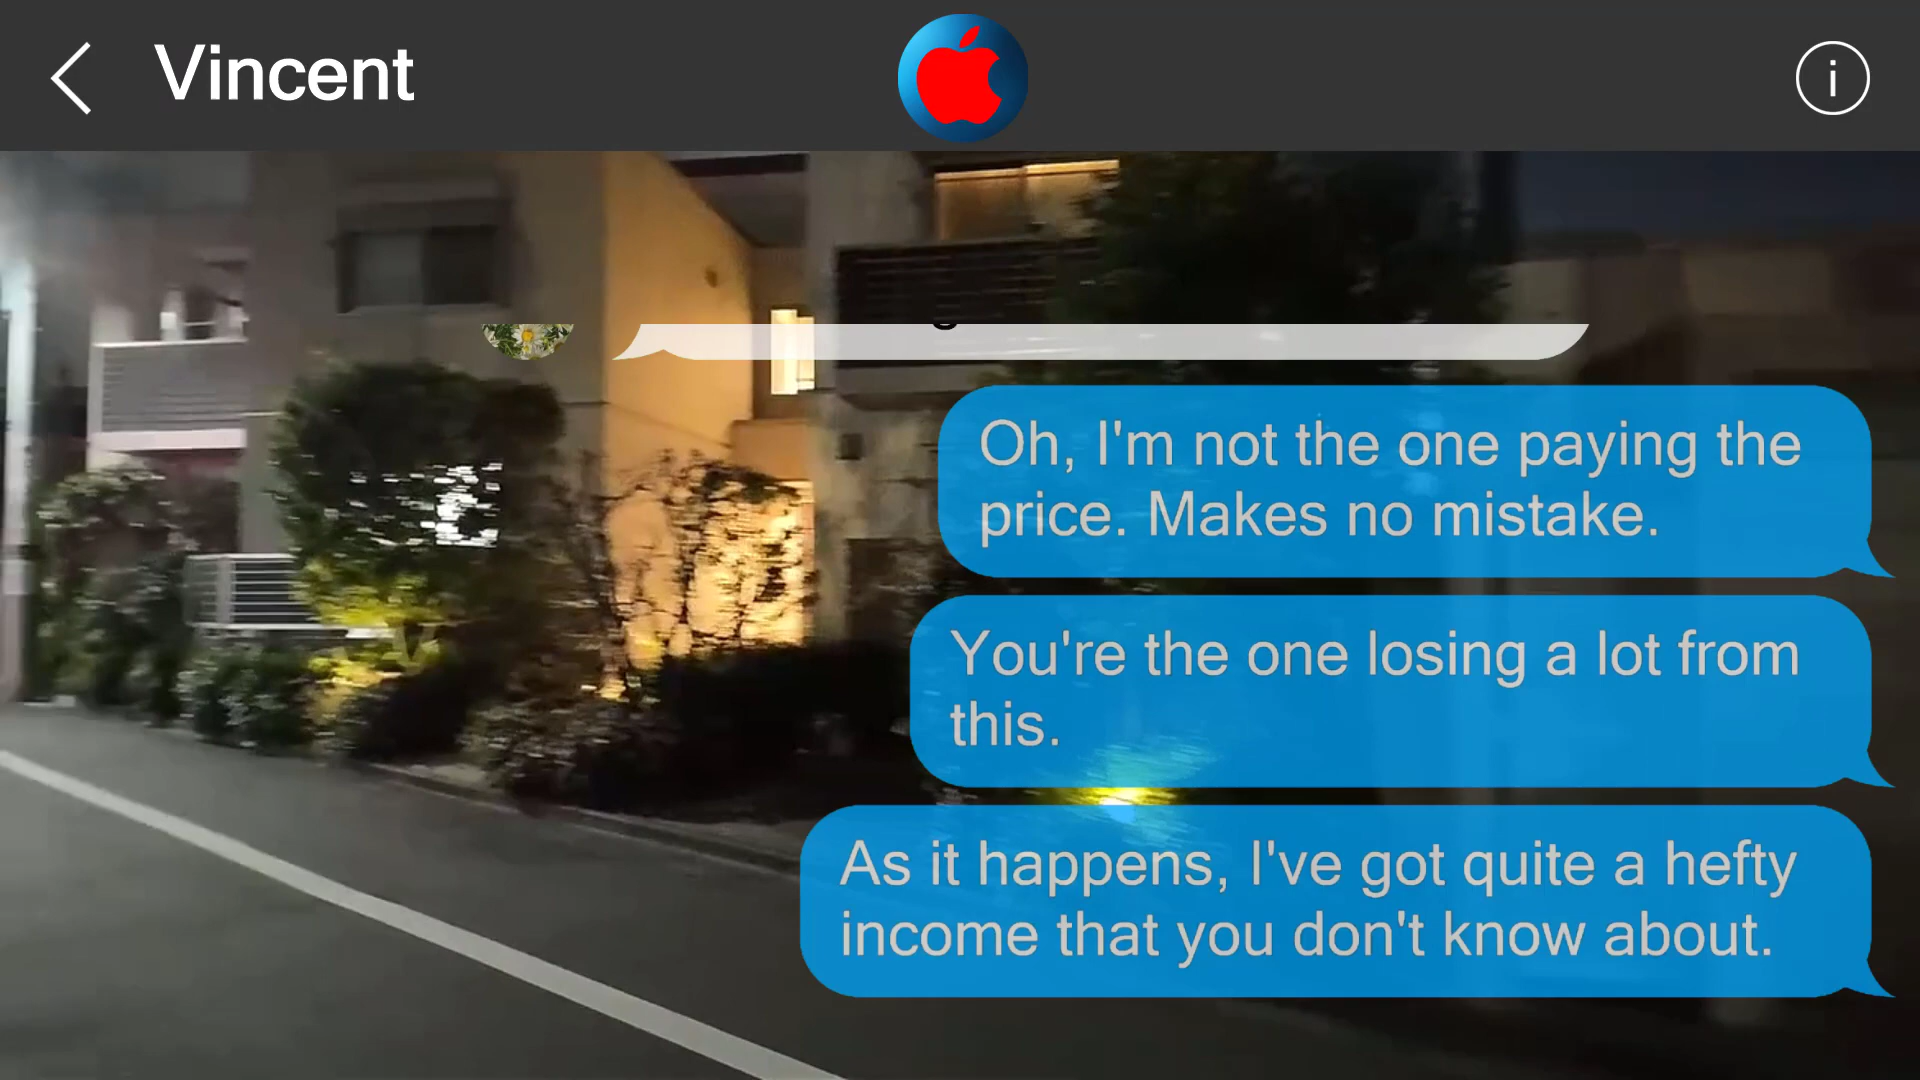 Vincent
i
Oh, I'm not the one paying the
price. Makes no mistake.
You're the one losing a lot from
this.
As it happens, I've got quite a hefty
income that you don't know about.